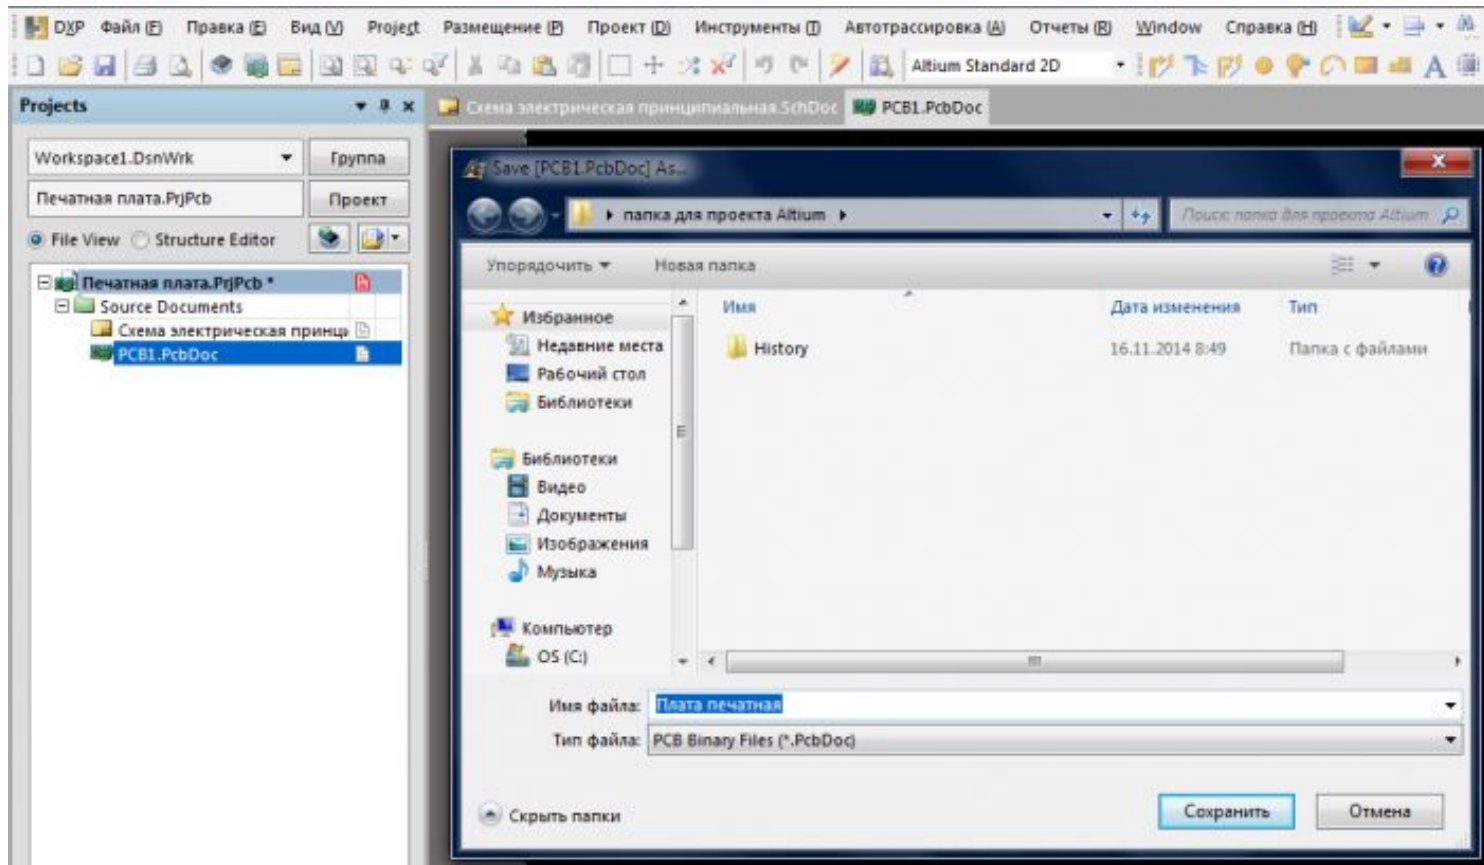 DXP Файл (F) Правка (E) Вид (V) Project Размещение (P) Проект (D) Инструменты (T) Автотрассировка (A) Отчеты (R) Window Справка (H)
Altium Standard 2D
Projects
Схема электрическая принципиальная.SchDoc PCB1.PcbDoc
Workspace1.DsnWrk Группа
Печатная плата.PrjPcb Проект
File View Structure Editor
Печатная плата.PrjPcb *
Source Documents
Схема электрическая принци
PCB1.PcbDoc
Save [PCB1.PcbDoc] As...
папка для проекта Altium Поиск: папка для проекта Altium
Упорядочить Новая папка
Имя Дата изменения Тип
Избранное
Недавние места
Рабочий стол
Библиотеки
History 16.11.2014 8:49 Папка с файлами
Библиотеки
Видео
Документы
Изображения
Музыка
Компьютер
OS (C:)
Имя файла: Плата печатная
Тип файла: PCB Binary Files (*.PcbDoc)
Скрыть папки Сохранить Отмена